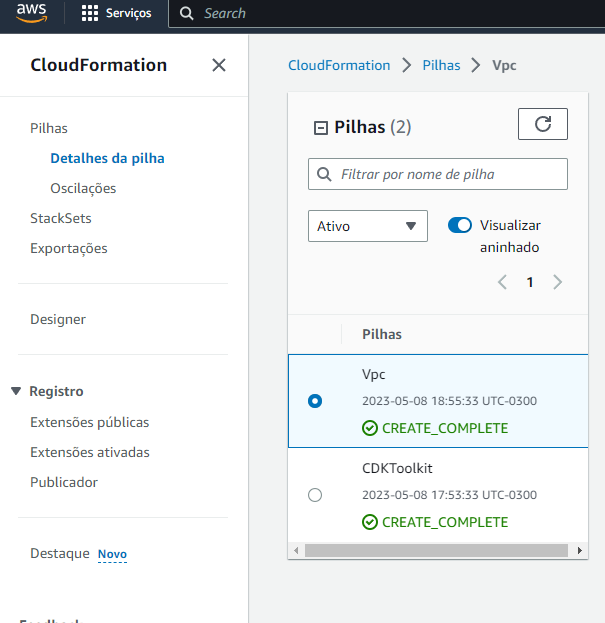 aws
Serviços
Search
CloudFormation
Pilhas
Detalhes da pilha
Oscilações
StackSets
Exportações
Designer
Registro
Extensões públicas
Extensões ativadas
Publicador
Destaque Novo
Feedback
CloudFormation > Pilhas > Vpc
Pilhas (2)
Filtrar por nome de pilha
Ativo
Visualizar
aninhado
1
Pilhas
Vpc
2023-05-08 18:55:33 UTC-0300
CREATE_COMPLETE
CDKToolkit
2023-05-08 17:53:33 UTC-0300
CREATE_COMPLETE